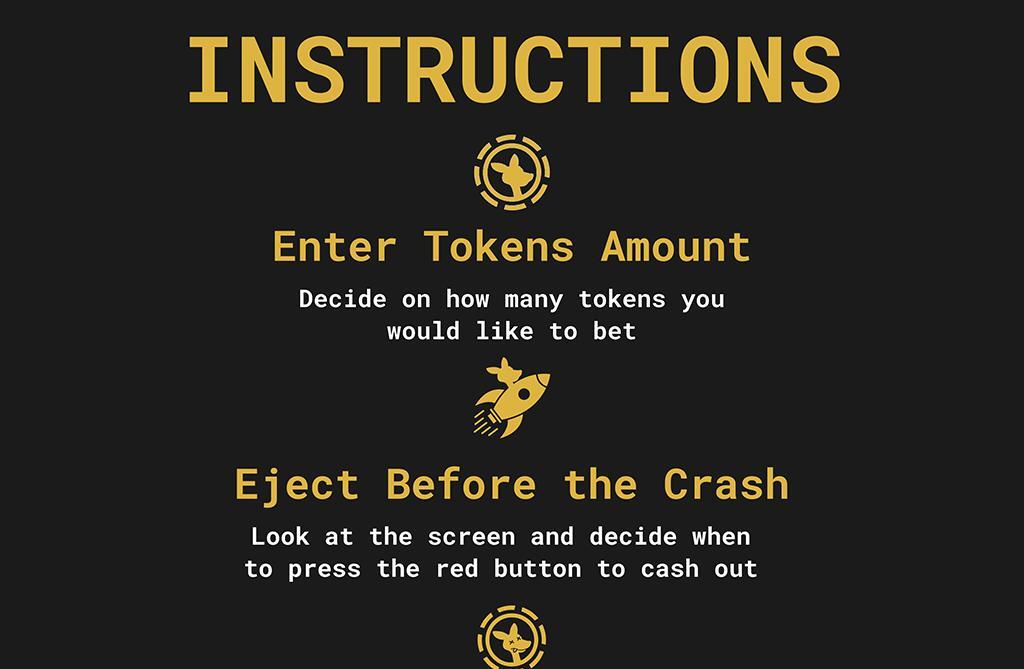 INSTRUCTIONS
Enter Tokens Amount
Decide on how many tokens you
would like to bet
Eject Before the Crash
Look at the screen and decide when
to press the red button to cash out